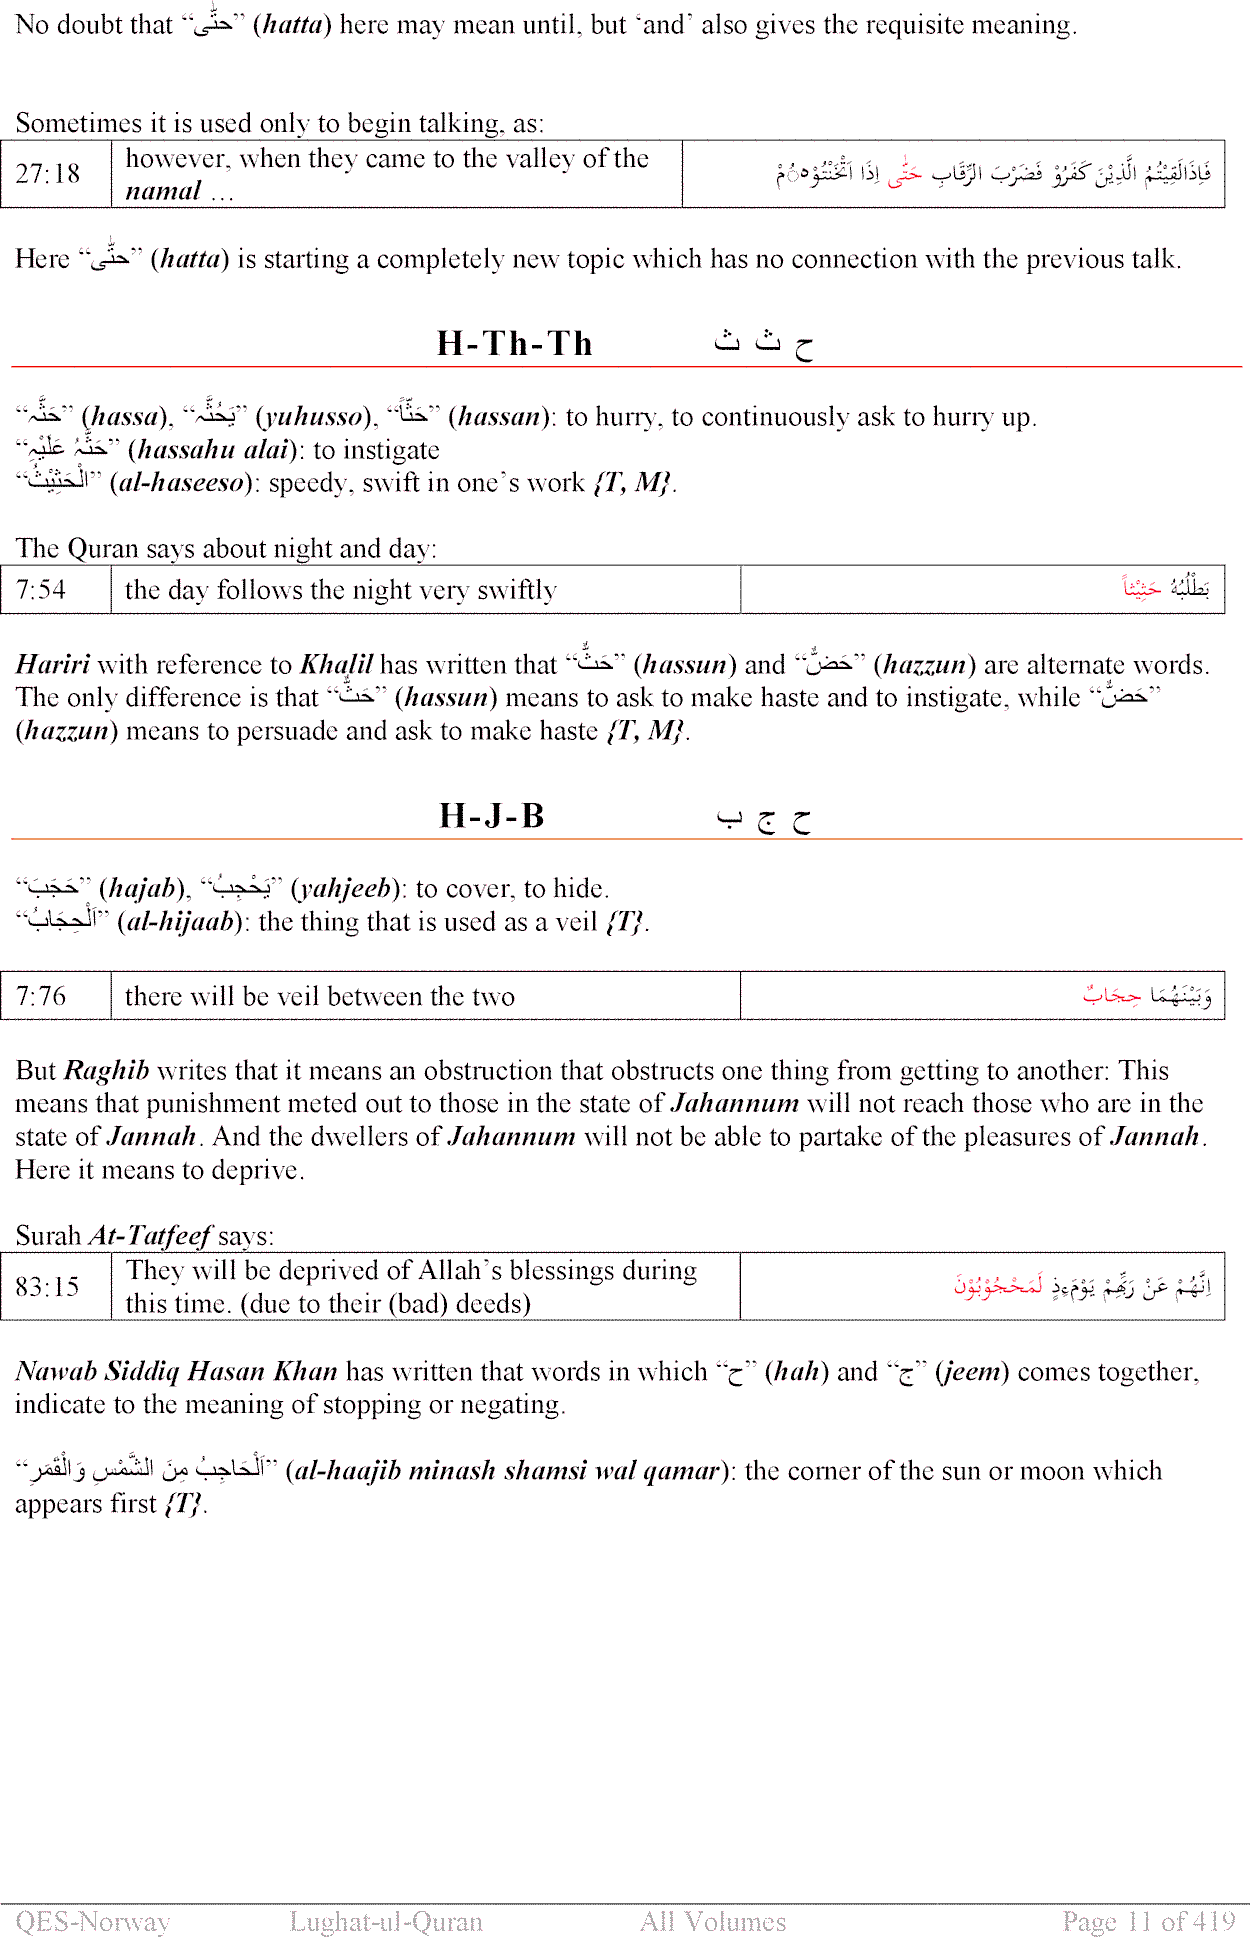 No doubt that “حتّٰى” (hatta) here may mean until, but ‘and’ also gives the requisite meaning.
Sometimes it is used only to begin talking, as:
27:18 however, when they came to the valley of the فَاِذَالَقِيْتُمُ الَّذِيْنَ كَفَرُوْ فَضَرْبَ الرِّقَابِ حَتّٰى اِذَا اَثْخَنْتُمُوْهُمْ
namal …
Here “حتّٰى” (hatta) is starting a completely new topic which has no connection with the previous talk.
H-Th-Th ح ث ث
“حَثَّہ” (hassa), “يَحُثُّہ” (yuhusso), “حَثّاً” (hassan): to hurry, to continuously ask to hurry up.
“حَثَّہُ عَلَيْہِ” (hassahu alai): to instigate
“الْحَثِيْثُ” (al-haseeso): speedy, swift in one’s work {T, M}.
The Quran says about night and day:
7:54 the day follows the night very swiftly يَطْلُبُهُ حَثِيْثاً
Hariri with reference to Khalil has written that “حَثٌّ” (hassun) and “حَضٌّ” (hazzun) are alternate words.
The only difference is that “حَثٌّ” (hassun) means to ask to make haste and to instigate, while “حَضٌّ”
(hazzun) means to persuade and ask to make haste {T, M}.
H-J-B ح ج ب
“حَجَبَ” (hajab), “يَحْجِبُ” (yahjeeb): to cover, to hide.
“اَلْحِجَابُ” (al-hijaab): the thing that is used as a veil {T}.
7:76 there will be veil between the two وَبَيْنَهُمَا حِجَابٌ
But Raghib writes that it means an obstruction that obstructs one thing from getting to another: This
means that punishment meted out to those in the state of Jahannum will not reach those who are in the
state of Jannah. And the dwellers of Jahannum will not be able to partake of the pleasures of Jannah.
Here it means to deprive.
Surah At-Tatfeef says:
83:15 They will be deprived of Allah’s blessings during اِنَّهُمْ عَنْ رَبِّهِمْ يَوْمَءِذٍ لَمَحْجُوْبُوْنَ
this time. (due to their (bad) deeds)
Nawab Siddiq Hasan Khan has written that words in which “ح” (hah) and “ج” (jeem) comes together,
indicate to the meaning of stopping or negating.
“اَلْحَاجِبُ مِنَ الشَّمْسِ وَالْقَمَرِ” (al-haajib minash shamsi wal qamar): the corner of the sun or moon which
appears first {T}.
QES-Norway Lughat-ul-Quran All Volumes Page 11 of 419